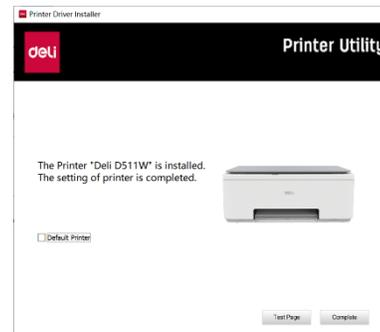 Printer Driver Installer
deli
Printer Utility
The Printer "Deli D511W" is installed.
The setting of printer is completed.
Default Printer
Test Page
Complete